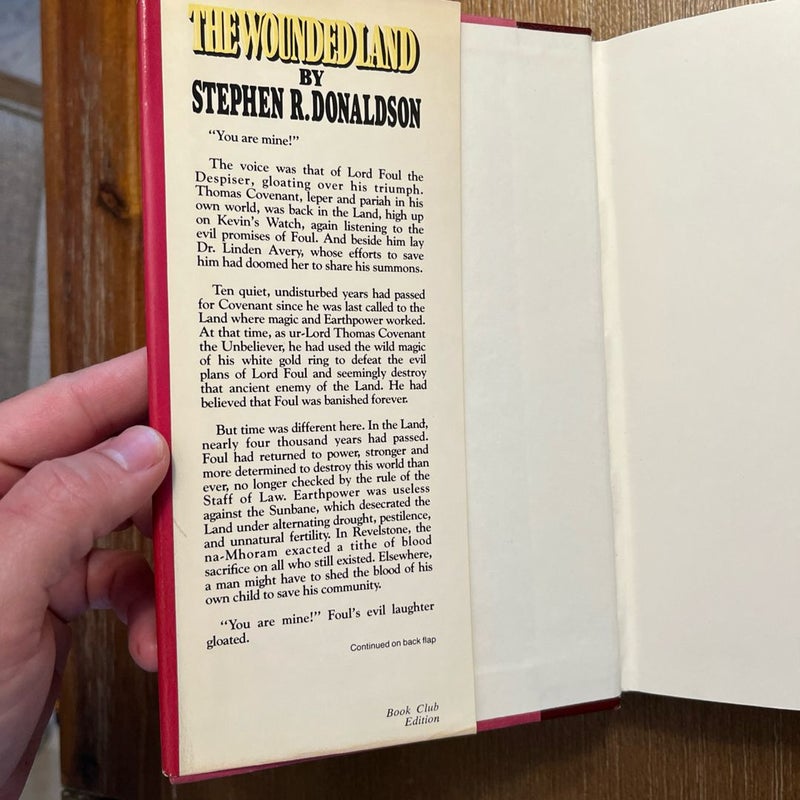 THE WOUNDED LAND
BY
STEPHEN R. DONALDSON
“You are mine!”
The voice was that of Lord Foul the
Despiser, gloating over his triumph.
Thomas Covenant, leper and pariah in his
own world, was back in the Land, high up
on Kevin’s Watch, again listening to the
evil promises of Foul. And beside him lay
Dr. Linden Avery, whose efforts to save
him had doomed her to share his summons.
Ten quiet, undisturbed years had passed
for Covenant since he was last called to the
Land where magic and Earthpower worked.
At that time, as ur-Lord Thomas Covenant
the Unbeliever, he had used the wild magic
of his white gold ring to defeat the evil
plans of Lord Foul and seemingly destroy
that ancient enemy of the Land. He had
believed that Foul was banished forever.
But time was different here. In the Land,
nearly four thousand years had passed.
Foul had returned to power, stronger and
more determined to destroy this world than
ever, no longer checked by the rule of the
Staff of Law. Earthpower was useless
against the Sunbane, which desecrated the
Land under alternating drought, pestilence,
and unnatural fertility. In Revelstone, the
na-Mhoram exacted a tithe of blood
sacrifice on all who still existed. Elsewhere,
a man might have to shed the blood of his
own child to save his community.
“You are mine!” Foul’s evil laughter
gloated.
Continued on back flap
Book Club
Edition